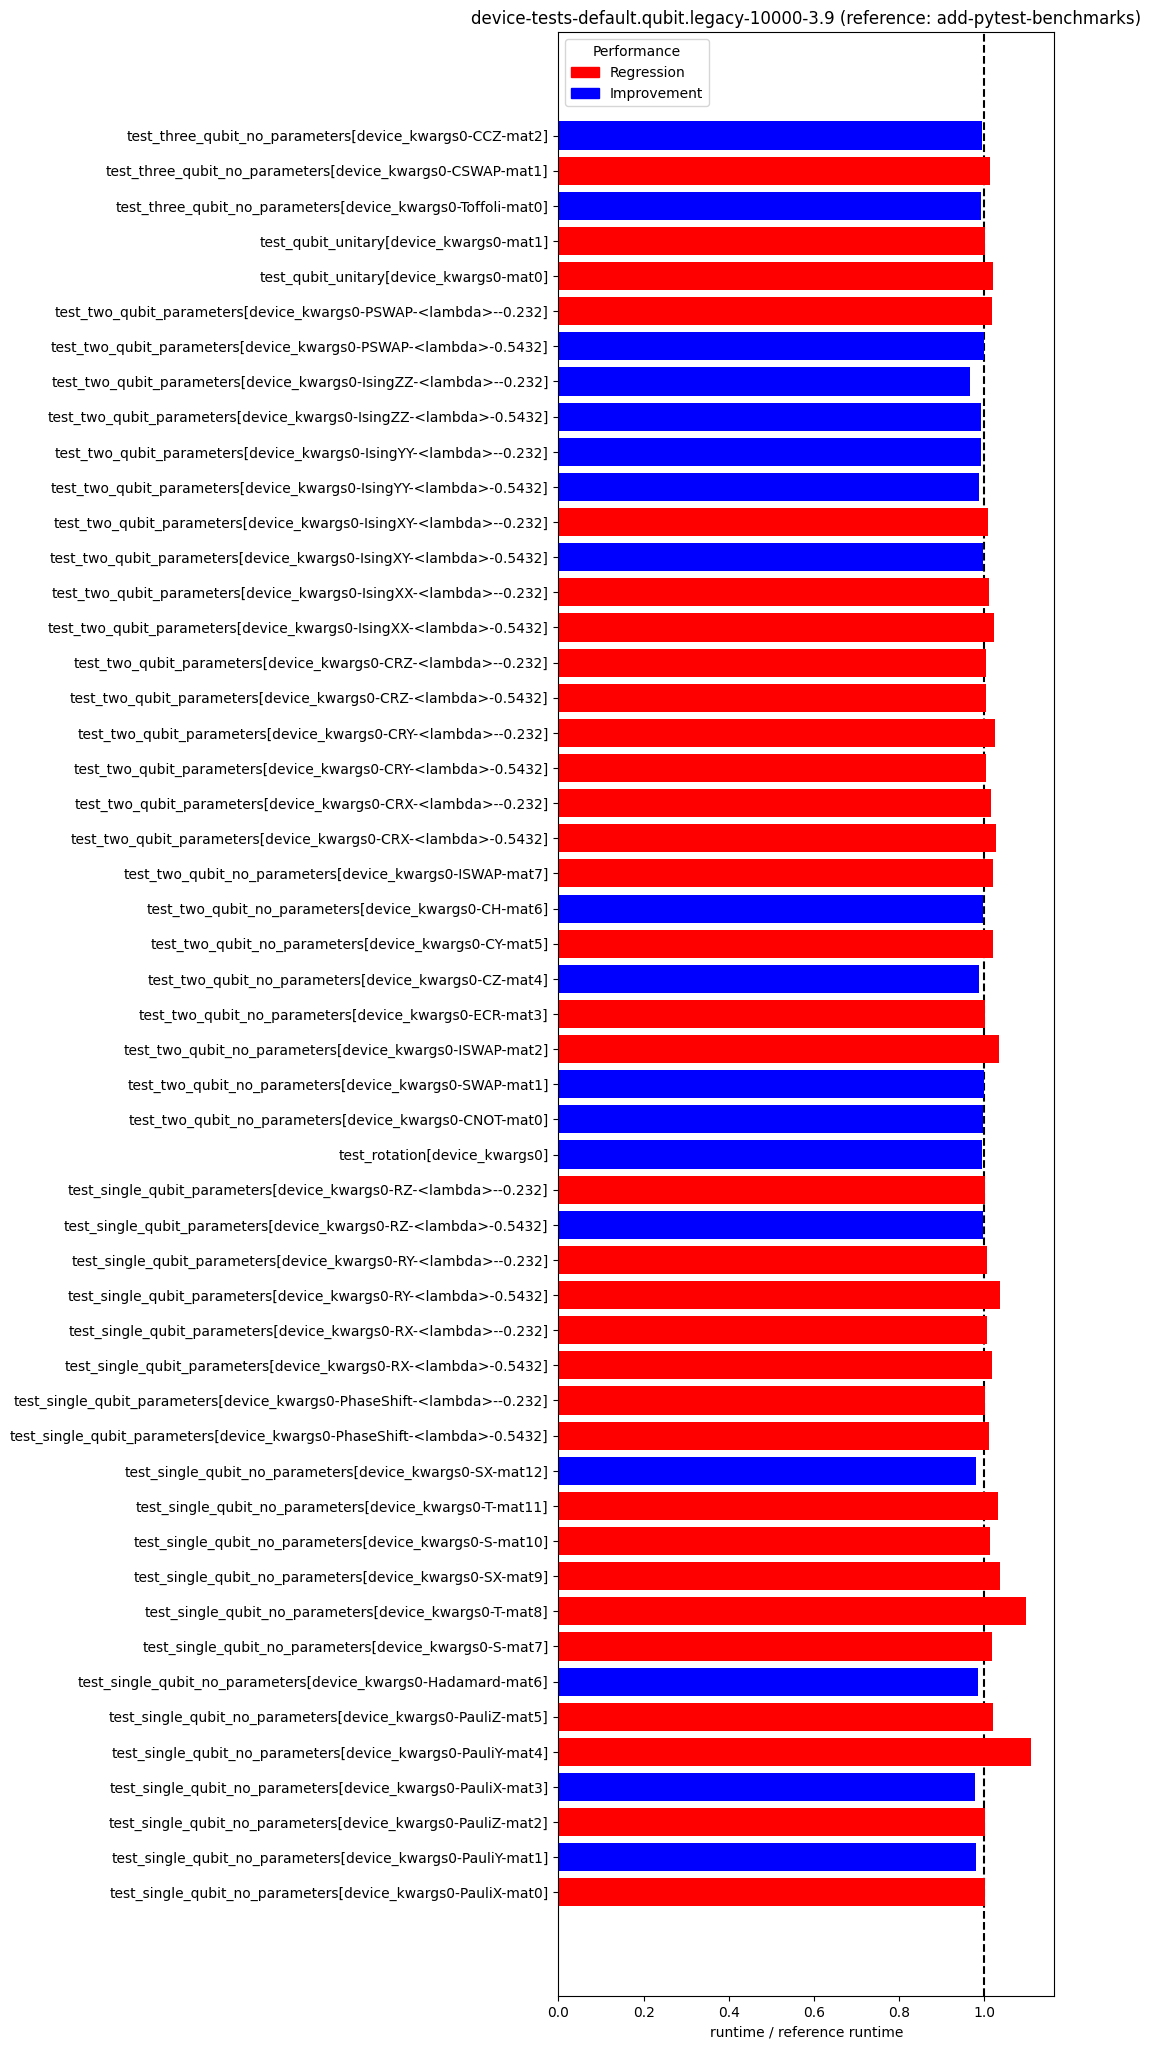 device-tests-default.qubit.legacy-10000-3.9 (reference: add-pytest-benchmarks)
Performance
Regression
Improvement
test_three_qubit_no_parameters[device_kwargs0-CCZ-mat2]
test_three_qubit_no_parameters[device_kwargs0-CSWAP-mat1]
test_three_qubit_no_parameters[device_kwargs0-Toffoli-mat0]
test_qubit_unitary[device_kwargs0-mat1]
test_qubit_unitary[device_kwargs0-mat0]
test_two_qubit_parameters[device_kwargs0-PSWAP-<lambda>--0.232]
test_two_qubit_parameters[device_kwargs0-PSWAP-<lambda>-0.5432]
test_two_qubit_parameters[device_kwargs0-IsingZZ-<lambda>--0.232]
test_two_qubit_parameters[device_kwargs0-IsingZZ-<lambda>-0.5432]
test_two_qubit_parameters[device_kwargs0-IsingYY-<lambda>--0.232]
test_two_qubit_parameters[device_kwargs0-IsingYY-<lambda>-0.5432]
test_two_qubit_parameters[device_kwargs0-IsingXY-<lambda>--0.232]
test_two_qubit_parameters[device_kwargs0-IsingXY-<lambda>-0.5432]
test_two_qubit_parameters[device_kwargs0-IsingXX-<lambda>--0.232]
test_two_qubit_parameters[device_kwargs0-IsingXX-<lambda>-0.5432]
test_two_qubit_parameters[device_kwargs0-CRZ-<lambda>--0.232]
test_two_qubit_parameters[device_kwargs0-CRZ-<lambda>-0.5432]
test_two_qubit_parameters[device_kwargs0-CRY-<lambda>--0.232]
test_two_qubit_parameters[device_kwargs0-CRY-<lambda>-0.5432]
test_two_qubit_parameters[device_kwargs0-CRX-<lambda>--0.232]
test_two_qubit_parameters[device_kwargs0-CRX-<lambda>-0.5432]
test_two_qubit_no_parameters[device_kwargs0-ISWAP-mat7]
test_two_qubit_no_parameters[device_kwargs0-CH-mat6]
test_two_qubit_no_parameters[device_kwargs0-CY-mat5]
test_two_qubit_no_parameters[device_kwargs0-CZ-mat4]
test_two_qubit_no_parameters[device_kwargs0-ECR-mat3]
test_two_qubit_no_parameters[device_kwargs0-ISWAP-mat2]
test_two_qubit_no_parameters[device_kwargs0-SWAP-mat1]
test_two_qubit_no_parameters[device_kwargs0-CNOT-mat0]
test_rotation[device_kwargs0]
test_single_qubit_parameters[device_kwargs0-RZ-<lambda>--0.232]
test_single_qubit_parameters[device_kwargs0-RZ-<lambda>-0.5432]
test_single_qubit_parameters[device_kwargs0-RY-<lambda>--0.232]
test_single_qubit_parameters[device_kwargs0-RY-<lambda>-0.5432]
test_single_qubit_parameters[device_kwargs0-RX-<lambda>--0.232]
test_single_qubit_parameters[device_kwargs0-RX-<lambda>-0.5432]
test_single_qubit_parameters[device_kwargs0-PhaseShift-<lambda>--0.232]
test_single_qubit_parameters[device_kwargs0-PhaseShift-<lambda>-0.5432]
test_single_qubit_no_parameters[device_kwargs0-SX-mat12]
test_single_qubit_no_parameters[device_kwargs0-T-mat11]
test_single_qubit_no_parameters[device_kwargs0-S-mat10]
test_single_qubit_no_parameters[device_kwargs0-SX-mat9]
test_single_qubit_no_parameters[device_kwargs0-T-mat8]
test_single_qubit_no_parameters[device_kwargs0-S-mat7]
test_single_qubit_no_parameters[device_kwargs0-Hadamard-mat6]
test_single_qubit_no_parameters[device_kwargs0-PauliZ-mat5]
test_single_qubit_no_parameters[device_kwargs0-PauliY-mat4]
test_single_qubit_no_parameters[device_kwargs0-PauliX-mat3]
test_single_qubit_no_parameters[device_kwargs0-PauliZ-mat2]
test_single_qubit_no_parameters[device_kwargs0-PauliY-mat1]
test_single_qubit_no_parameters[device_kwargs0-PauliX-mat0]
0.0 0.2 0.4 0.6 0.8 1.0
runtime / reference runtime